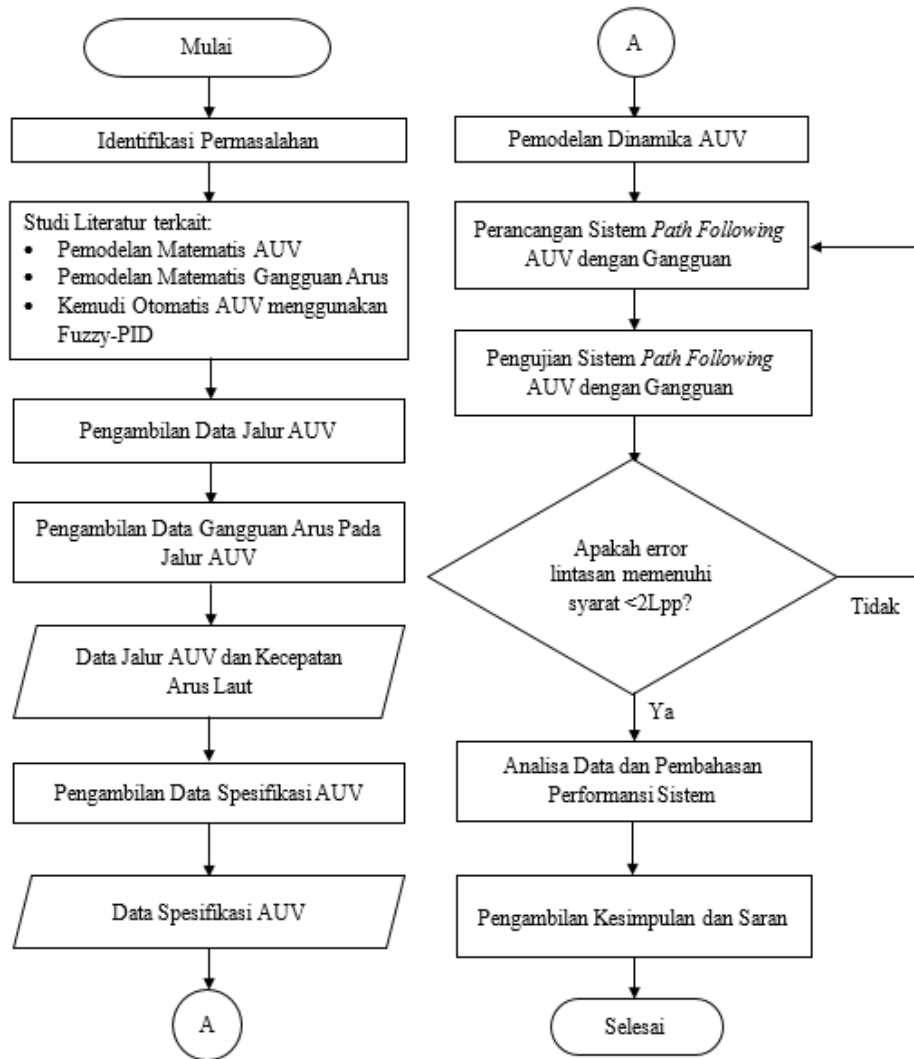 Mulai
Identifikasi Permasalahan
Studi Literatur terkait:
• Pemodelan Matematis AUV
• Pemodelan Matematis Gangguan Arus
• Kemudi Otomatis AUV menggunakan
Fuzzy-PID
Pengambilan Data Jalur AUV
Pengambilan Data Gangguan Arus Pada
Jalur AUV
Data Jalur AUV dan Kecepatan
Arus Laut
Pengambilan Data Spesifikasi AUV
Data Spesifikasi AUV
A
A
Pemodelan Dinamika AUV
Perancangan Sistem Path Following
AUV dengan Gangguan
Pengujian Sistem Path Following
AUV dengan Gangguan
Apakah error
lintasan memenuhi
syarat <2Lpp?
Tidak
Ya
Analisa Data dan Pembahasan
Performansi Sistem
Pengambilan Kesimpulan dan Saran
Selesai